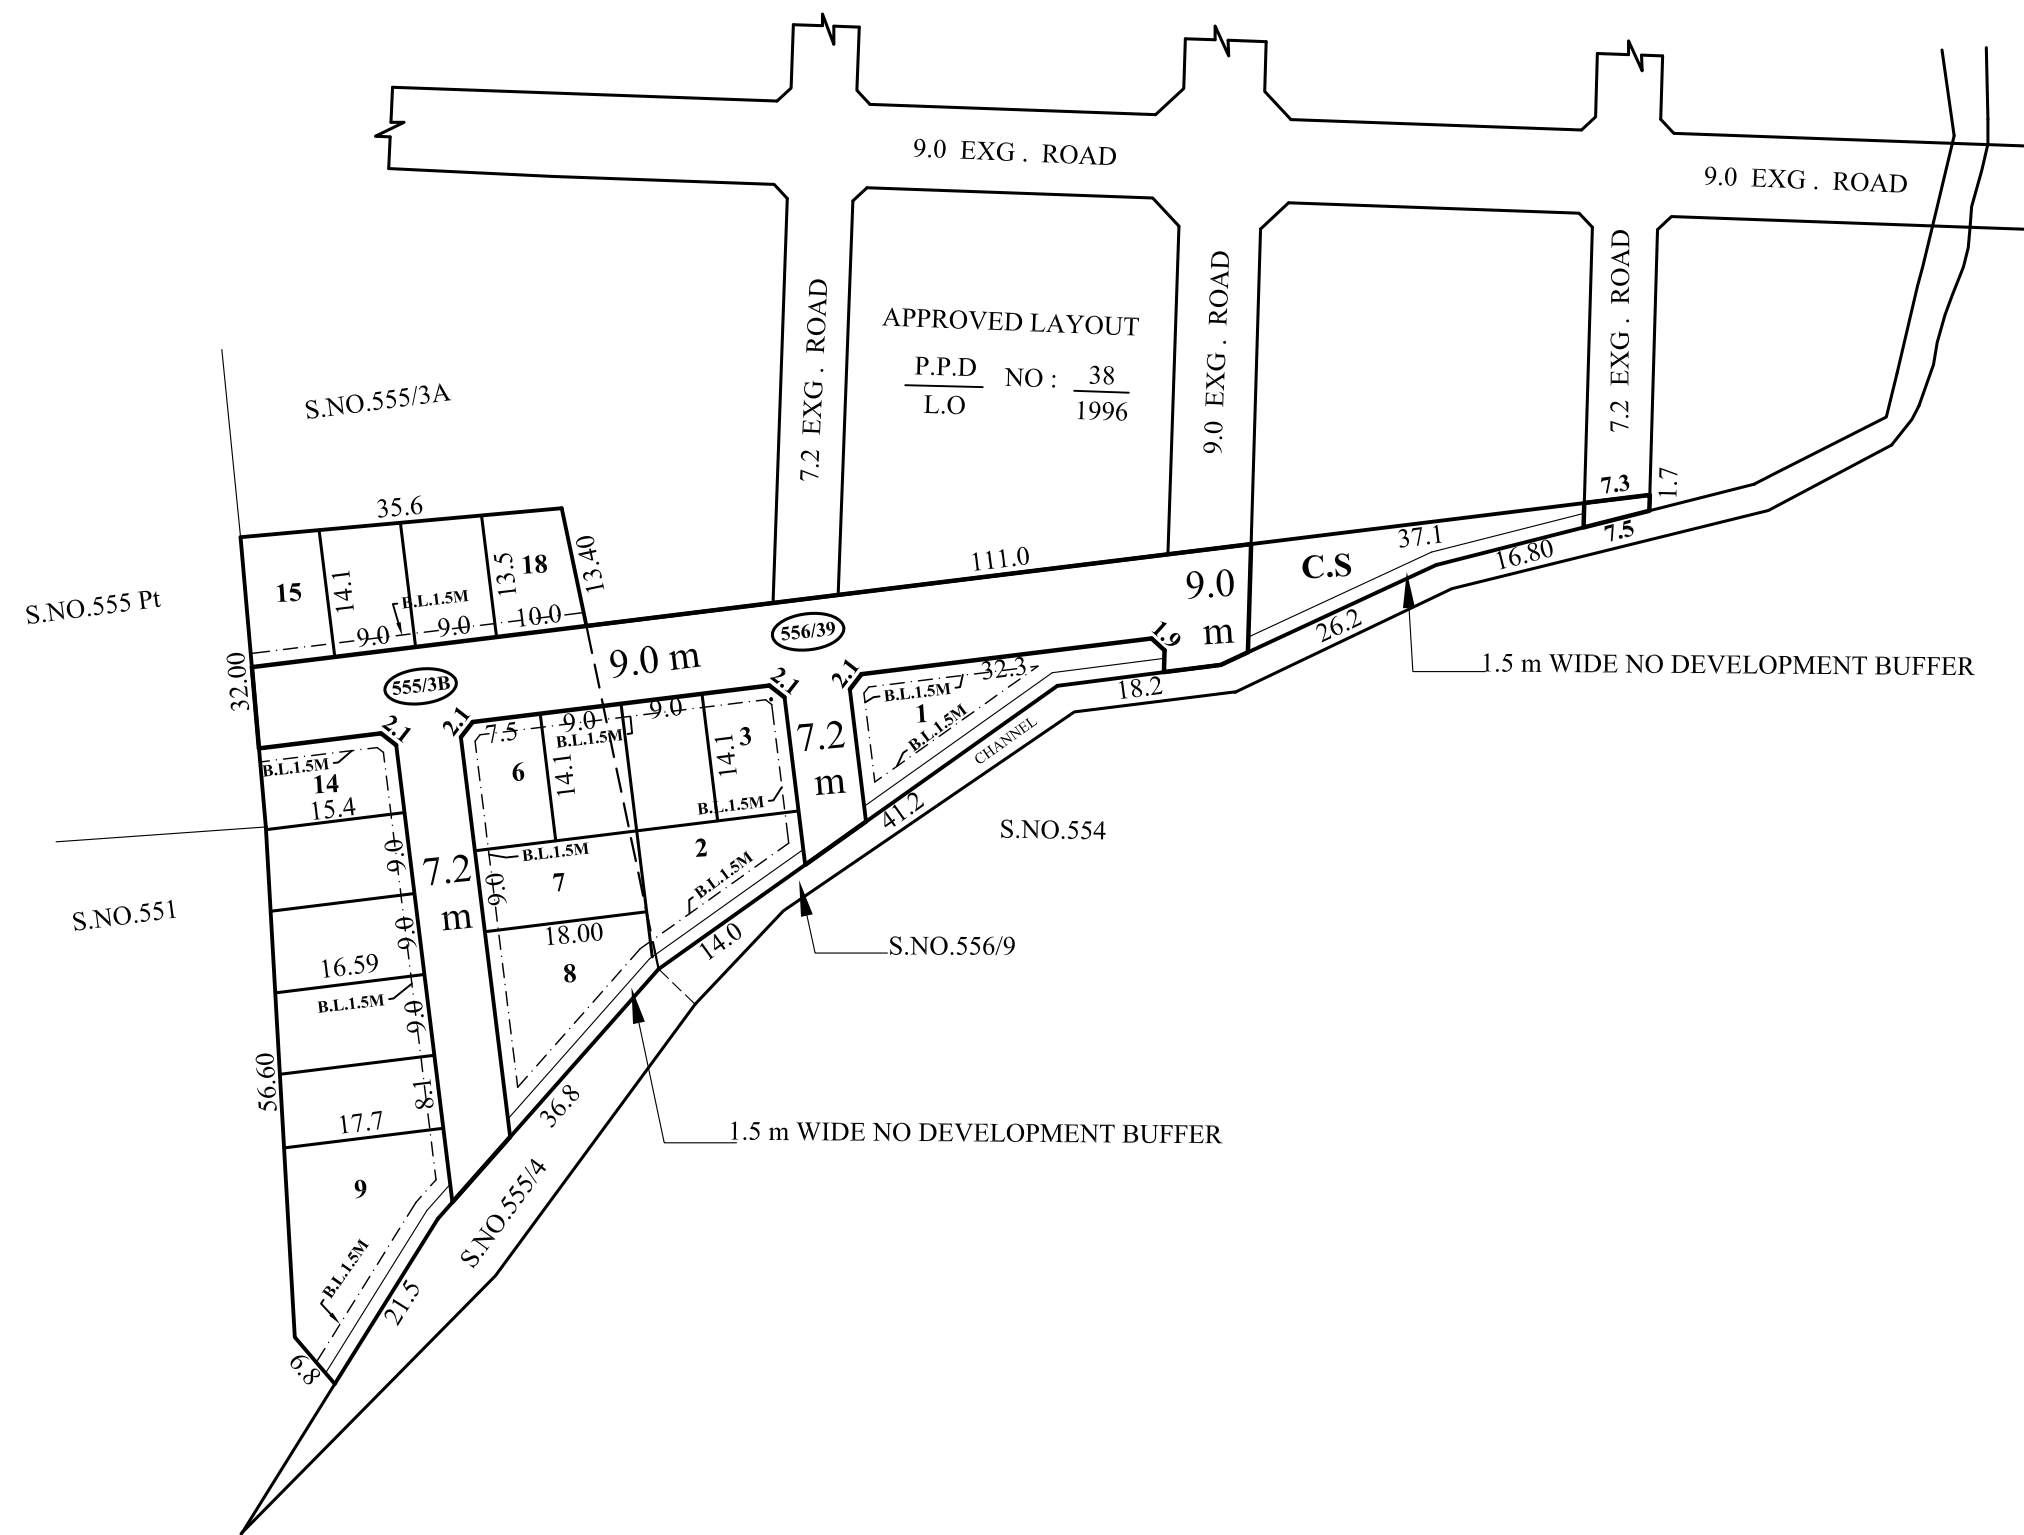 9.0 EXG . ROAD
9.0 EXG . ROAD
7.2 EXG . ROAD
9.0 EXG . ROAD
7.2 EXG . ROAD
APPROVED LAYOUT
P.P.D NO : 38
L.O 1996
S.NO.555/3A
35.6
15
14.1
13.5
18
13.40
B.L.1.5M
9.0
9.0
10.0
S.NO.555 Pt
32.00
111.0
7.3
1.7
37.1
7.5
16.80
C.S
26.2
9.0
m
1.5 m WIDE NO DEVELOPMENT BUFFER
556/39
9.0 m
555/3B
1.9
2.1
2.1
2.1
2.1
32.3
B.L.1.5M
1
B.L.1.5M
18.2
CHANNEL
41.2
7.2
m
7.5
9.0
9.0
B.L.1.5M
6
14.1
14.1
3
B.L.1.5M
B.L.1.5M
14
15.4
2
B.L.1.5M
B.L.1.5M
7
9.0
18.00
8
7.2
m
9.0
9.0
9.0
8.1
S.NO.551
16.59
B.L.1.5M
56.60
17.7
9
B.L.1.5M
21.5
6.8
S.NO.554
14.0
S.NO.556/9
36.8
1.5 m WIDE NO DEVELOPMENT BUFFER
S.NO.555/4